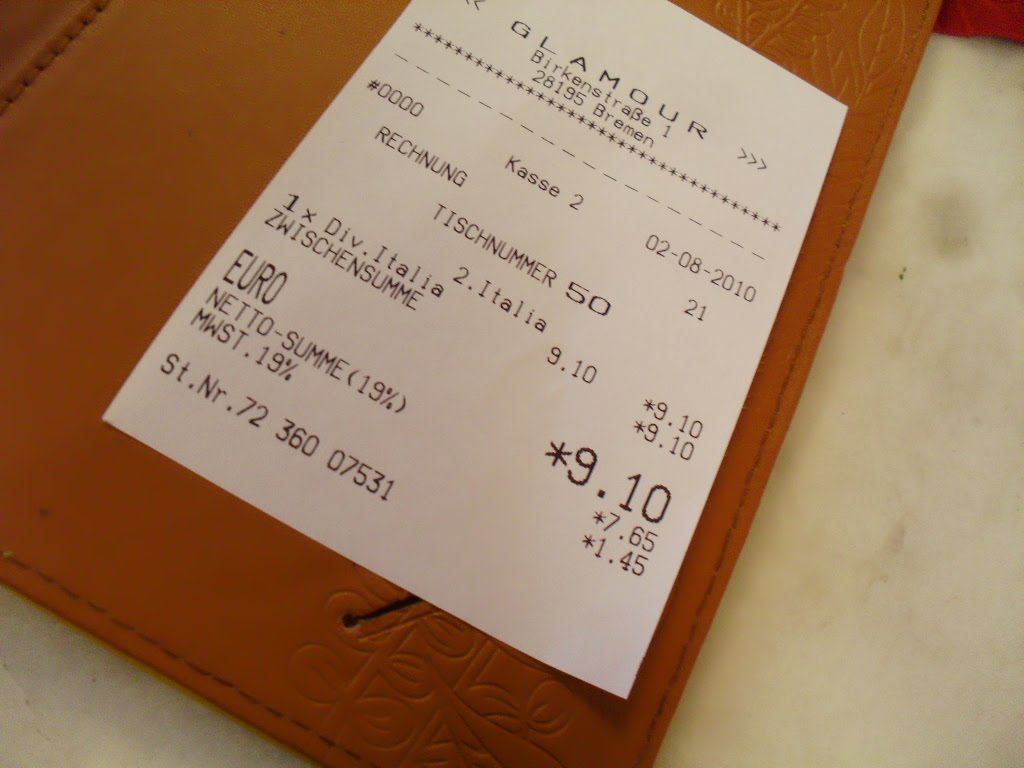 << GLAMOUR >>>
Birkenstraße 1
28195 Bremen
***************************************
#0000 Kasse 2 02-08-2010
RECHNUNG TISCHNUMMER 50 21
1 x Div.Italia 2.Italia 9.10 *9.10
ZWISCHENSUMME *9.10
EURO *9.10
NETTO-SUMME(19%) *7.65
MWST.19% *1.45
St.Nr.72 360 07531